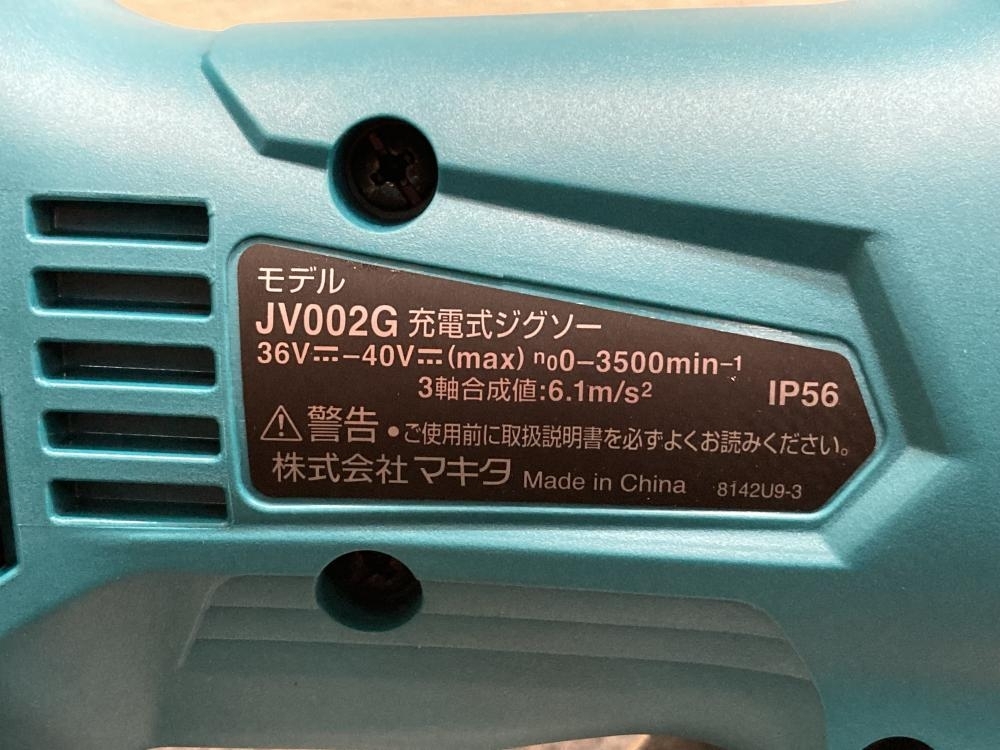 モデル
JV002G 充電式ジグソー
36V⎓–40V⎓(max) n₀0–3500min⁻¹
3軸合成値:6.1m/s²
IP56
⚠警告 ●ご使用前に取扱説明書を必ずよくお読みください。
株式会社マキタ Made in China 8142U9-3